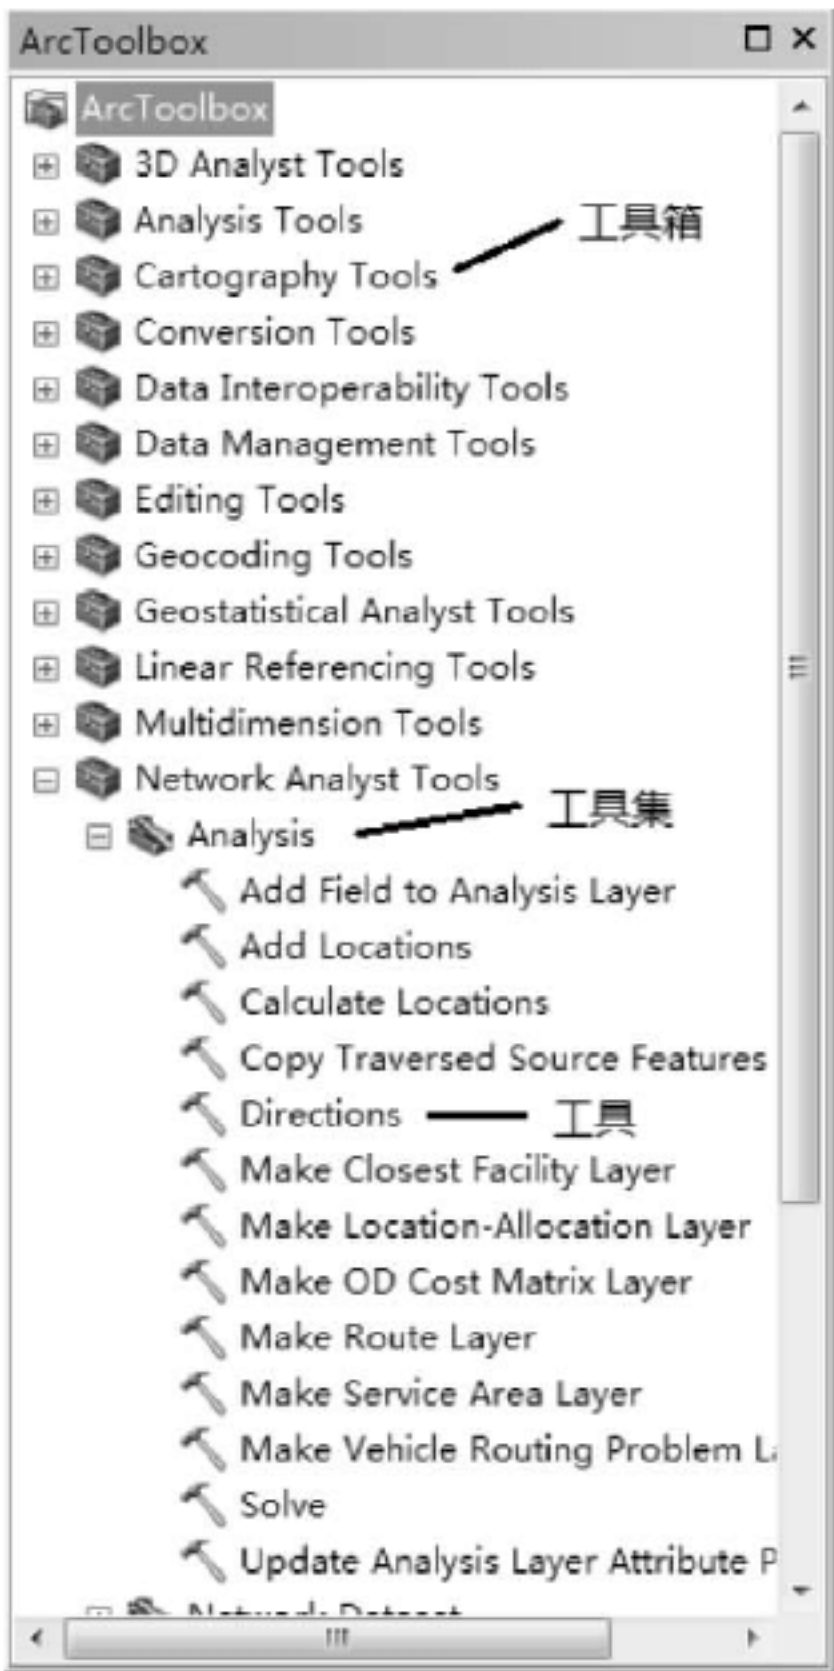 ArcToolbox
ArcToolbox
3D Analyst Tools
Analysis Tools
工具箱
Cartography Tools
Conversion Tools
Data Interoperability Tools
Data Management Tools
Editing Tools
Geocoding Tools
Geostatistical Analyst Tools
Linear Referencing Tools
Multidimension Tools
Network Analyst Tools
工具集
Analysis
Add Field to Analysis Layer
Add Locations
Calculate Locations
Copy Traversed Source Features
Directions 工具
Make Closest Facility Layer
Make Location-Allocation Layer
Make OD Cost Matrix Layer
Make Route Layer
Make Service Area Layer
Make Vehicle Routing Problem La
Solve
Update Analysis Layer Attribute P
Network Dataset